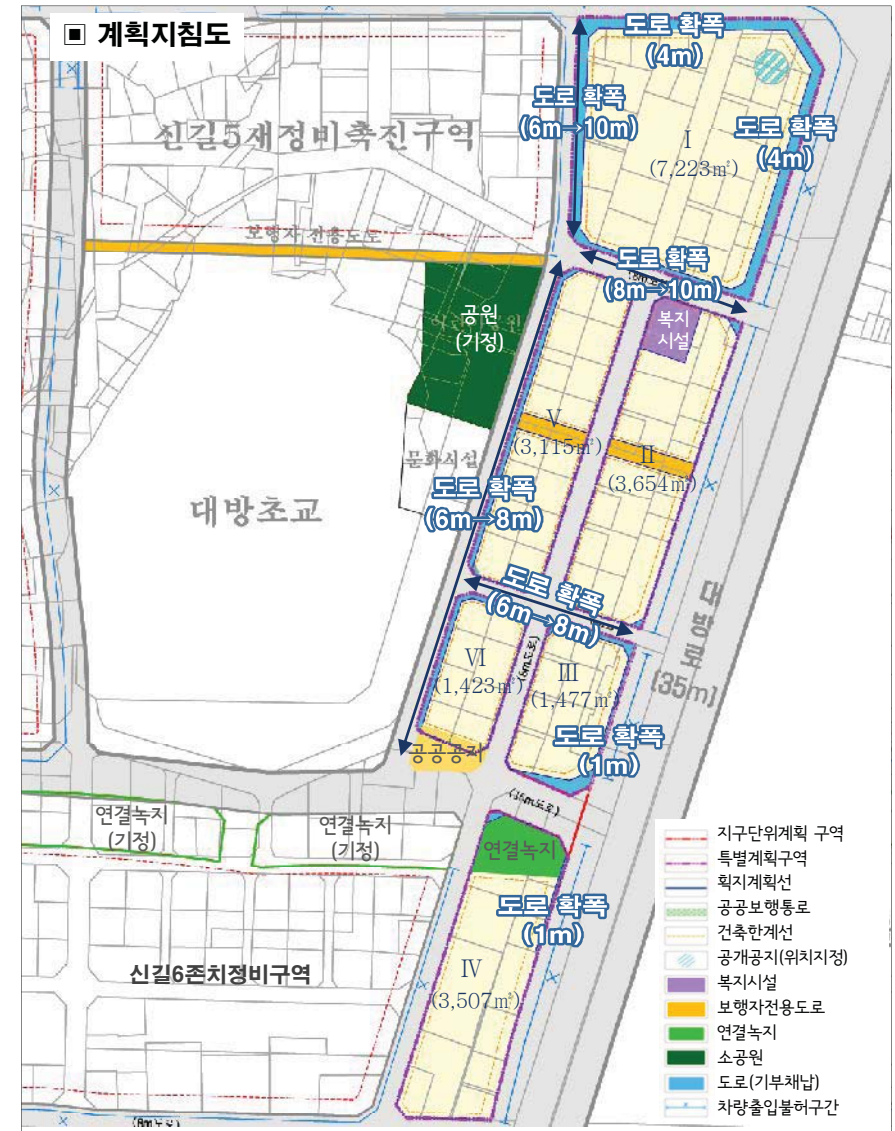 ▣ 계획지침도
도로 확폭
(4m)
도로 확폭
(6m→10m)
신길5재정비촉진구역
도로 확폭
(4m)
Ⅰ
(7,223㎡)
보행자 전용도로
도로 확폭
(8m→10m)
공원
(기정)
복지
시설
Ⅴ
(3,115㎡)
Ⅱ
(3,654㎡)
문화시설
대방초교
도로 확폭
(6m→8m)
도로 확폭
(6m→8m)
대방로
(35m)
Ⅵ
(1,423㎡)
(6m도로)
Ⅲ
(1,477㎡)
도로 확폭
(1m)
공공공지
연결녹지
(기정)
연결녹지
(기정)
연결녹지
도로 확폭
(1m)
신길6존치정비구역
Ⅳ
(3,507㎡)
(8m도로)
지구단위계획 구역
특별계획구역
획지계획선
공공보행통로
건축한계선
공개공지(위치지정)
복지시설
보행자전용도로
연결녹지
소공원
도로(기부채납)
차량출입불허구간